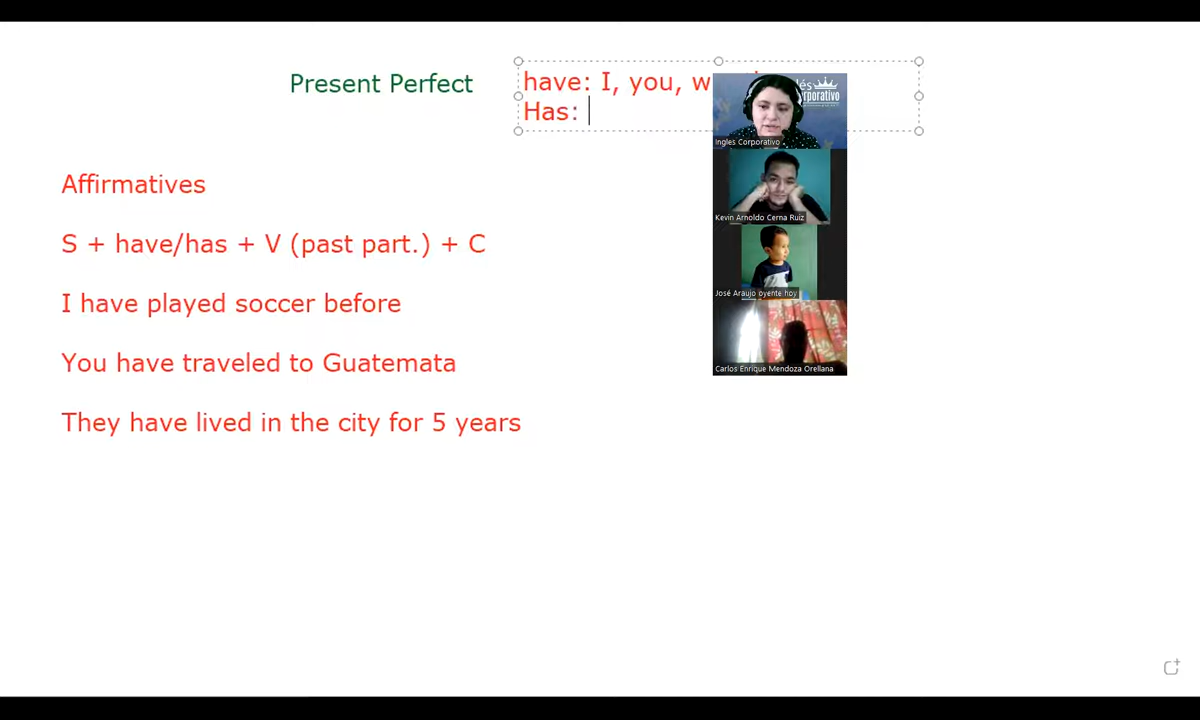 Present Perfect
have: I, you,
Has:
Affirmatives
S + have/has + V (past part.) + C
I have played soccer before
You have traveled to Guatemata
They have lived in the city for 5 years
Ingles Corporativo
Kevin Arnoldo Cerna Ruiz
José Araujo oyente hoy
Carlos Enrique Mendoza Orellana